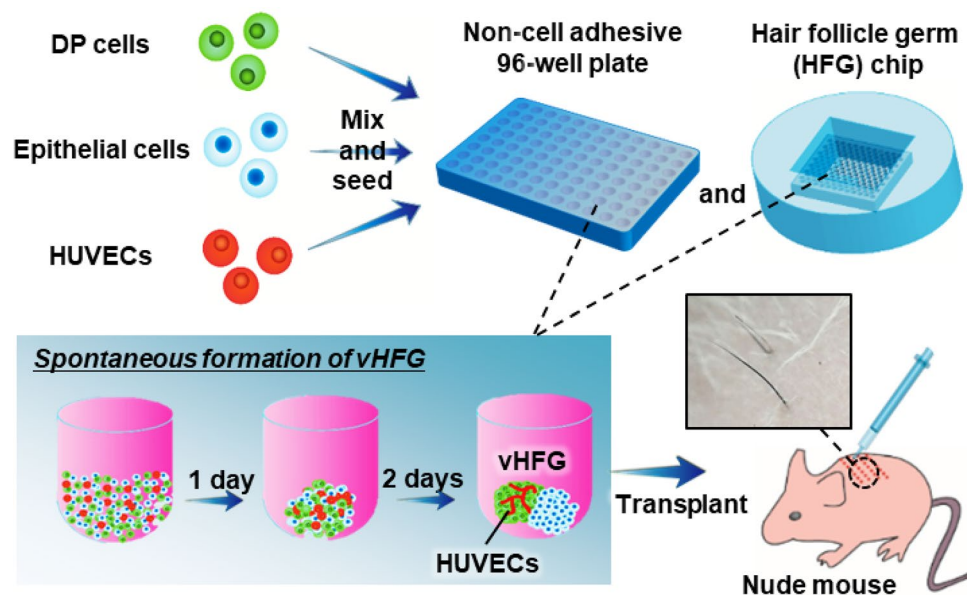 DP cells
Epithelial cells
HUVECs
Mix
and
seed
Non-cell adhesive
96-well plate
and
Hair follicle germ
(HFG) chip
Spontaneous formation of vHFG
1 day
2 days
vHFG
HUVECs
Transplant
Nude mouse